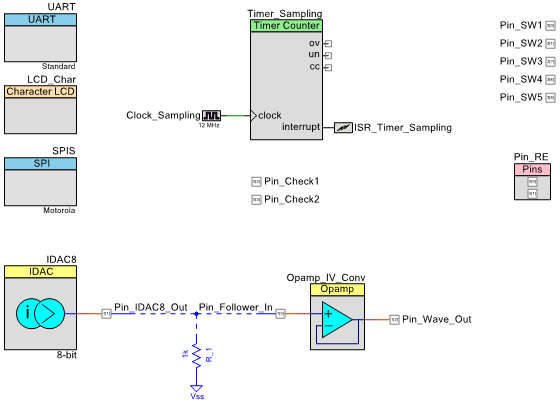 UART
UART
Standard
LCD_Char
Character LCD
SPIS
SPI
Motorola
Timer_Sampling
Timer Counter
ov
un
cc
Clock_Sampling
12 MHz
clock
interrupt
ISR_Timer_Sampling
Pin_SW1
Pin_SW2
Pin_SW3
Pin_SW4
Pin_SW5
Pin_Check1
Pin_Check2
Pin_RE
Pins
IDAC8
IDAC
i
8-bit
Pin_IDAC8_Out
Pin_Follower_In
1k
R_1
Vss
Opamp_IV_Conv
Opamp
+
−
Pin_Wave_Out